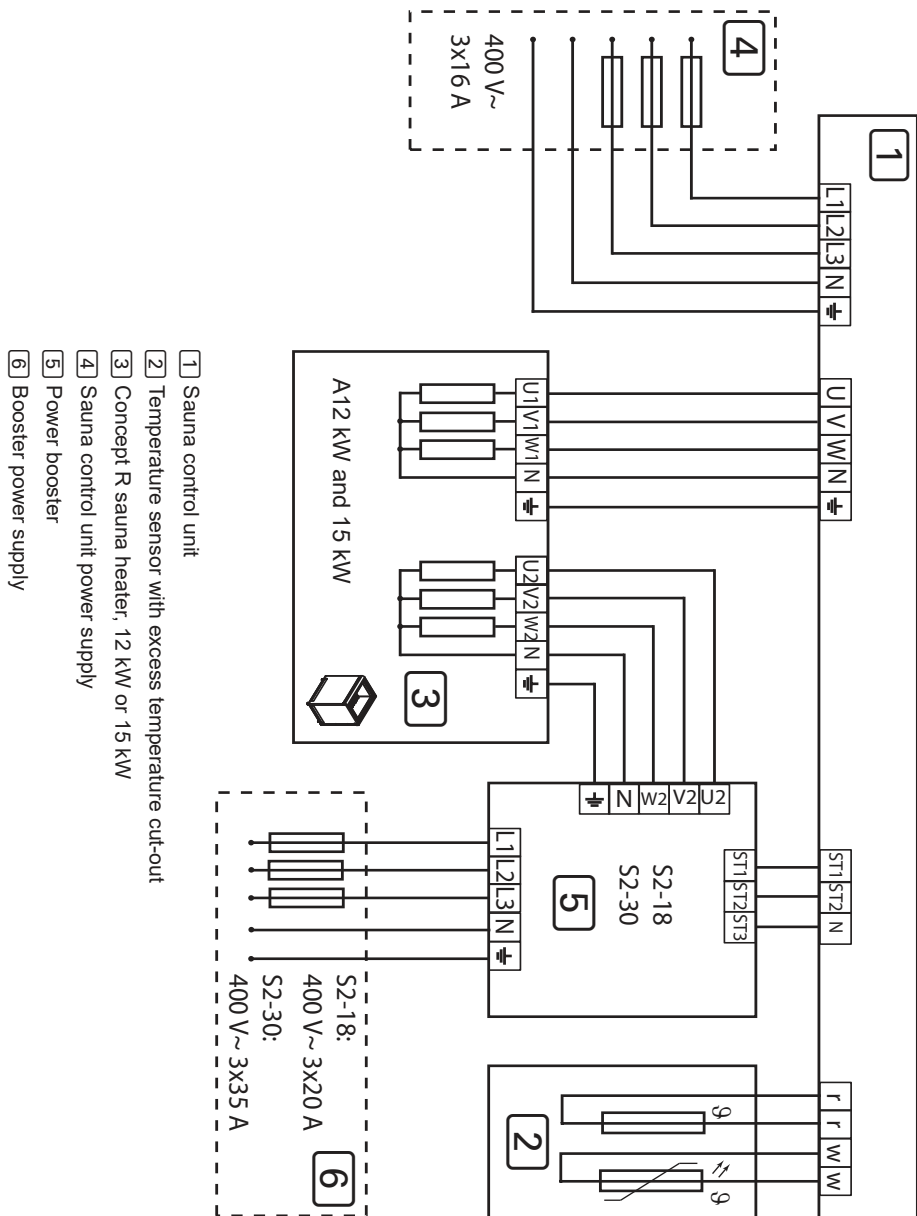 1
L1 L2 L3 N ⏚
U V W N ⏚
ST1 ST2 N
r r w w
4
400 V~
3x16 A
ST1 ST2 ST3
S2-18
S2-30
5
U2 V2 W2 N ⏚
L1 L2 L3 N ⏚
ϑ
ϑ
2
U1 V1 W1 N ⏚
U2 V2 W2 N ⏚
A12 kW and 15 kW
3
S2-18:
400 V~ 3x20 A
S2-30:
400 V~ 3x35 A
6
1 Sauna control unit
2 Temperature sensor with excess temperature cut-out
3 Concept R sauna heater, 12 kW or 15 kW
4 Sauna control unit power supply
5 Power booster
6 Booster power supply